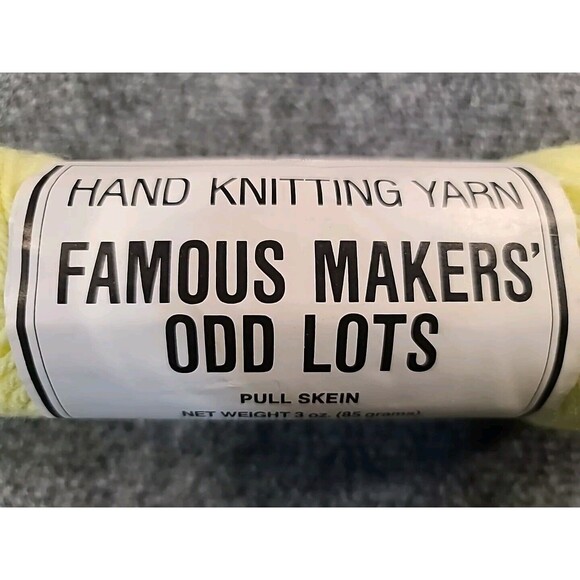 HAND KNITTING YARN
FAMOUS MAKERS'
ODD LOTS
PULL SKEIN
NET WEIGHT 3 oz. (85 grams)